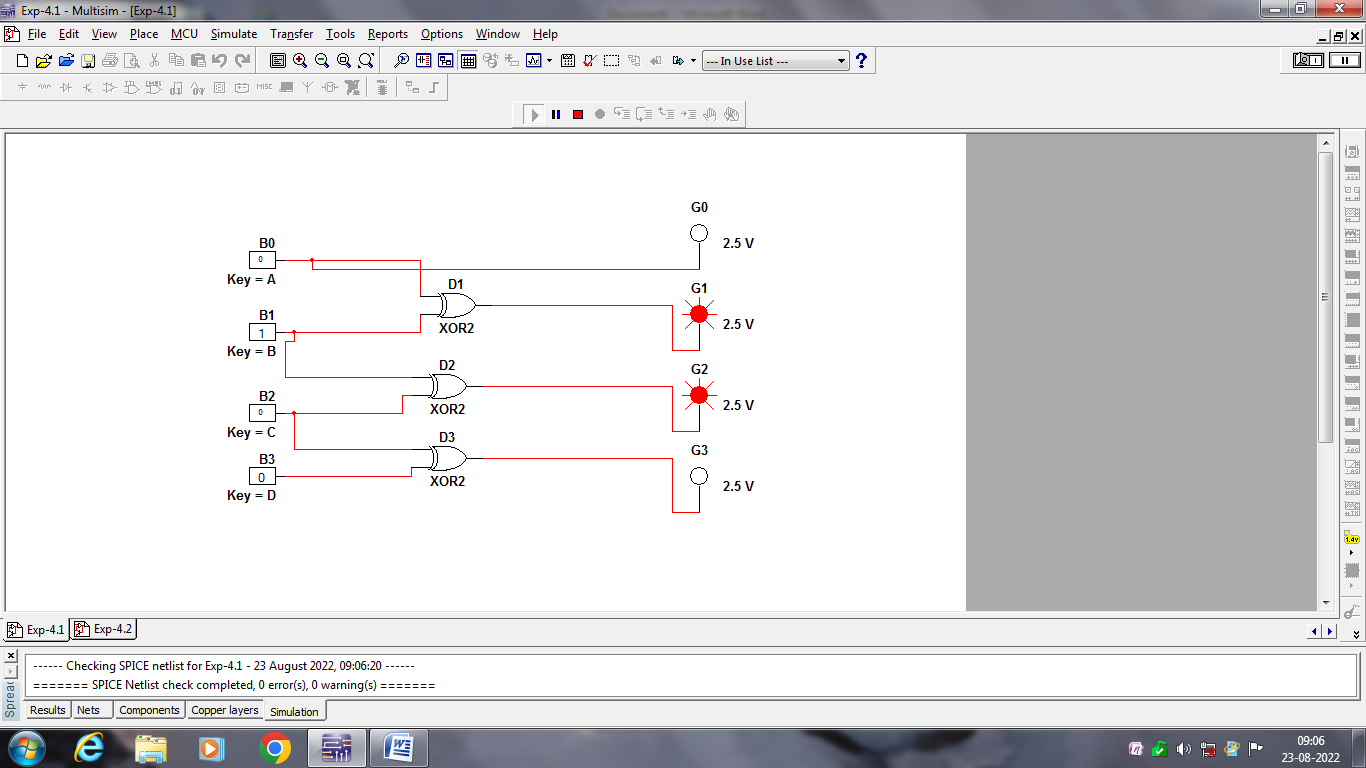 Exp-4.1 - Multisim - [Exp-4.1]
File Edit View Place MCU Simulate Transfer Tools Reports Options Window Help
--- In Use List ---
MISC
G0
2.5 V
B0
0
Key = A
D1
XOR2
G1
2.5 V
B1
1
Key = B
D2
XOR2
G2
2.5 V
B2
0
Key = C
D3
XOR2
G3
2.5 V
B3
0
Key = D
1.4v
Exp-4.1 Exp-4.2
------ Checking SPICE netlist for Exp-4.1 - 23 August 2022, 09:06:20 ------
======= SPICE Netlist check completed, 0 error(s), 0 warning(s) =======
Spread
Results Nets Components Copper layers Simulation
09:06
23-08-2022